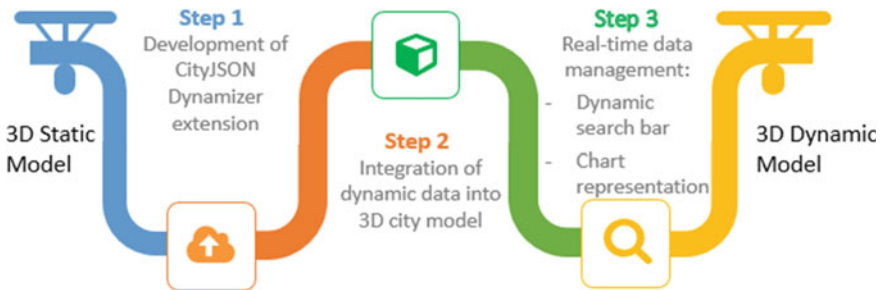 3D Static
Model
Step 1
Development of
CityJSON
Dynamizer
extension
Step 2
Integration of
dynamic data into
3D city model
Step 3
Real-time data
management:
- Dynamic
search bar
- Chart
representation
3D Dynamic
Model